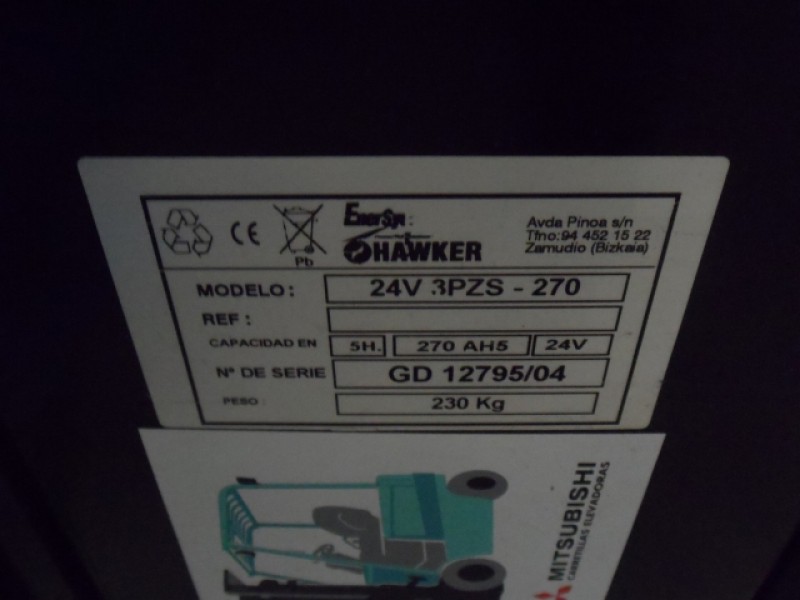 CE
Pb
EnerSys
HAWKER
Avda Pinoa s/n
Tfno:94 452 15 22
Zamudio (Bizkaia)
MODELO: 24V 3PZS - 270
REF:
CAPACIDAD EN 5H. 270 AH5 24V
Nº DE SERIE GD 12795/04
PESO: 230 Kg
MITSUBISHI
CARRETILLAS ELEVADORAS